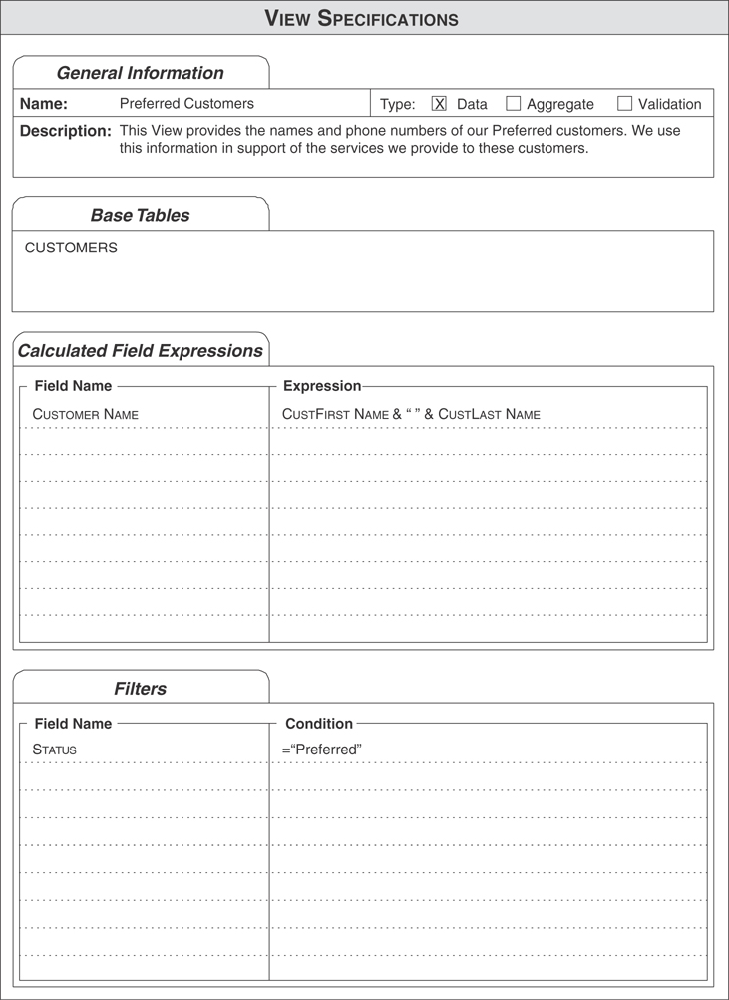 VIEW SPECIFICATIONS
General Information
Name: Preferred Customers Type: X Data Aggregate Validation
Description: This View provides the names and phone numbers of our Preferred customers. We use
this information in support of the services we provide to these customers.
Base Tables
CUSTOMERS
Calculated Field Expressions
Field Name Expression
CUSTOMER NAME CUSTFIRST NAME & “ ” & CUSTLAST NAME
Filters
Field Name Condition
STATUS =“Preferred”